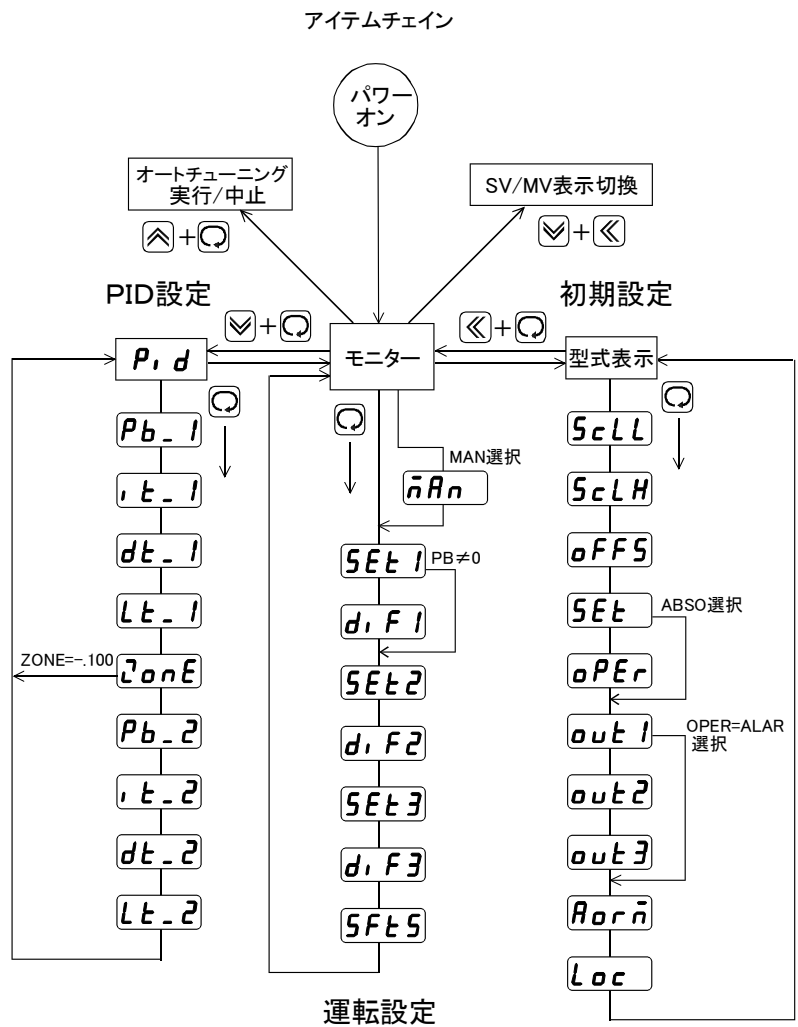 アイテムチェイン
パワー
オン
オートチューニング
実行/中止
SV/MV表示切換
+
+
PID設定
初期設定
+
+
Pid
モニター
型式表示
Pb_1
it_1
dt_1
Lt_1
ZONE=-.100
ZonE
Pb_2
it_2
dt_2
Lt_2
MAN選択
mAn
SEt1
PB≠0
diF1
SEt2
diF2
SEt3
diF3
SFtS
運転設定
ScLL
ScLH
oFFS
SEt
ABSO選択
oPEr
out1
OPER=ALAR
選択
out2
out3
Aorm
Loc